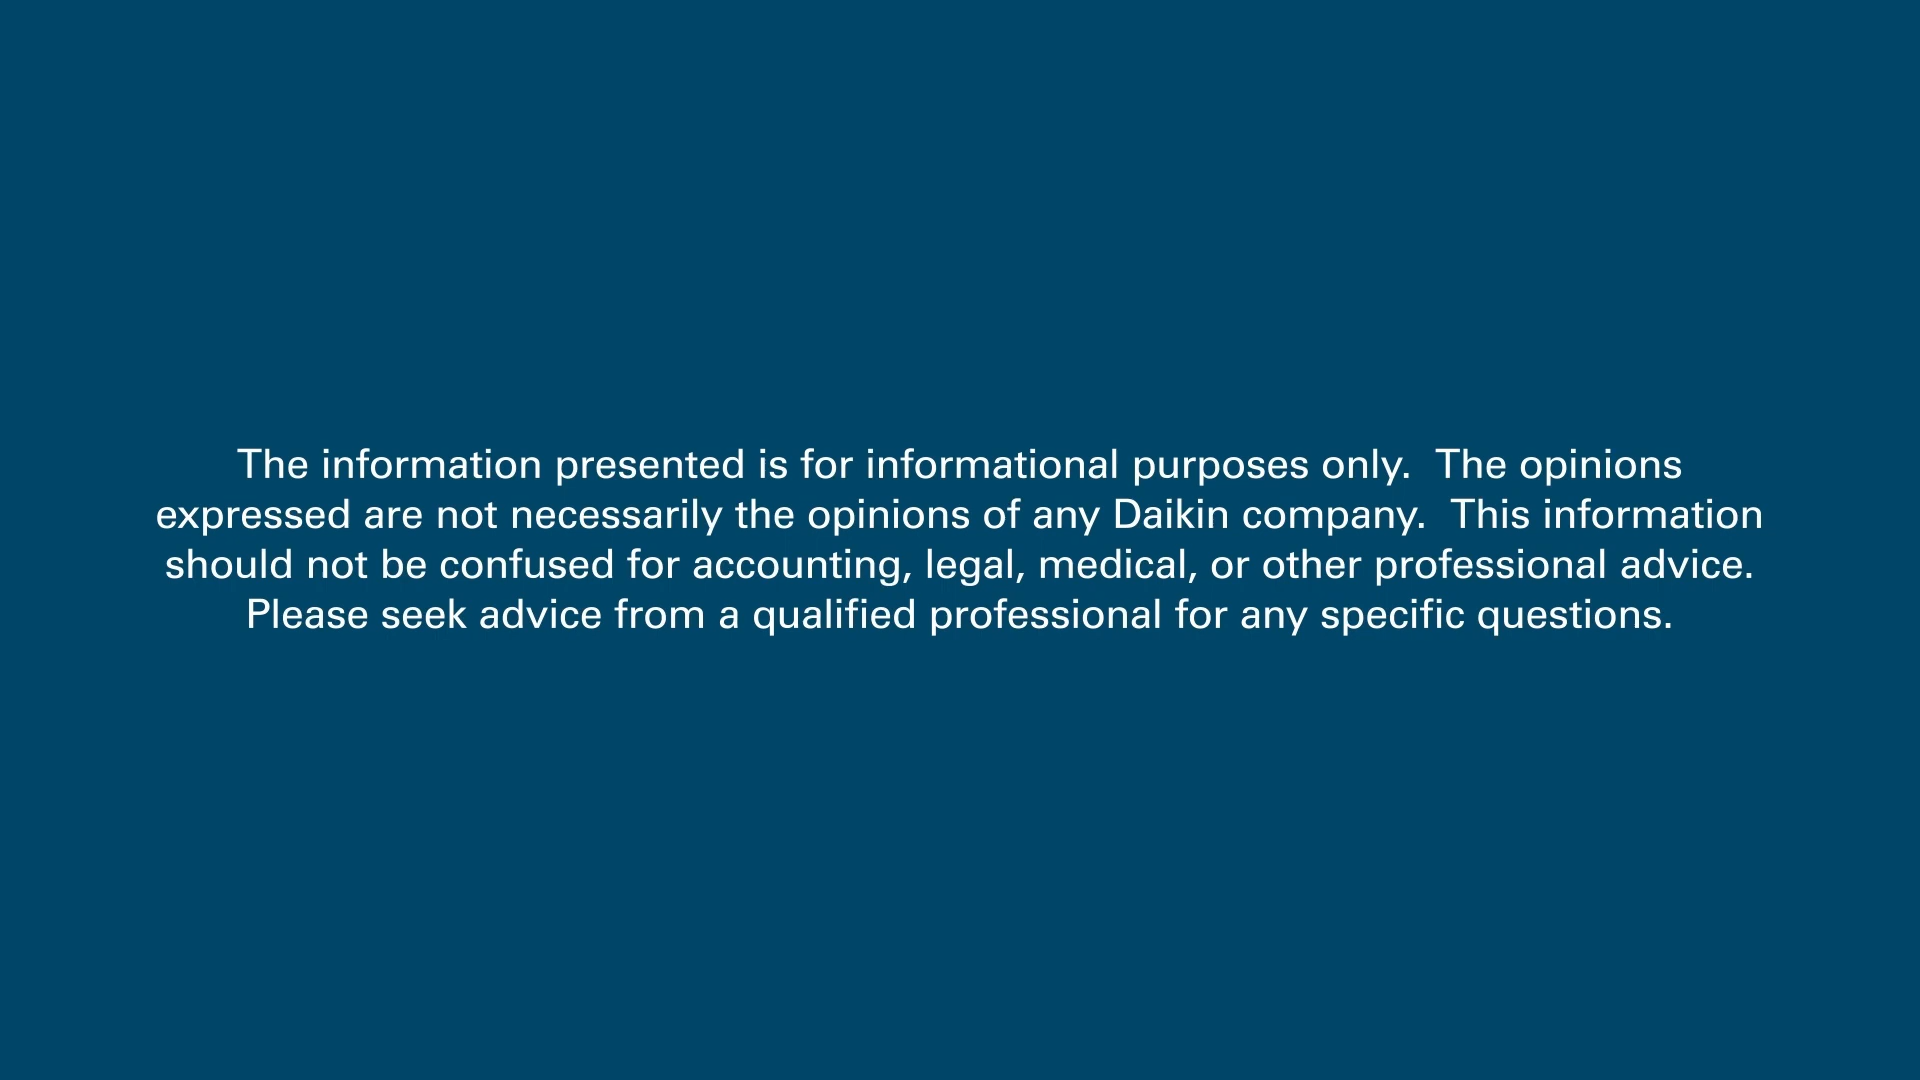 The information presented is for informational purposes only.  The opinions
expressed are not necessarily the opinions of any Daikin company.  This information
should not be confused for accounting, legal, medical, or other professional advice.
Please seek advice from a qualified professional for any specific questions.